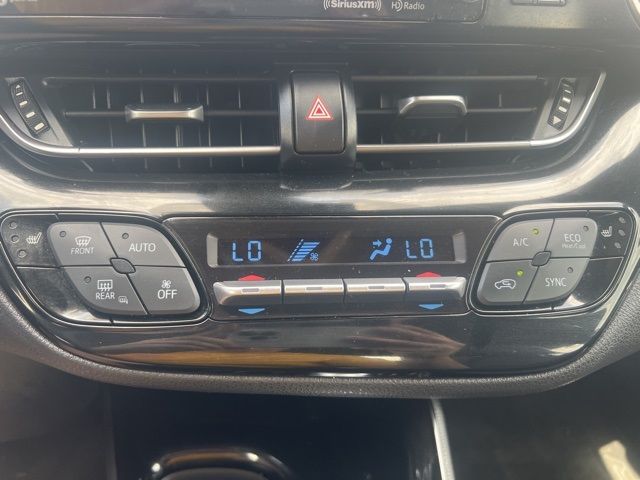 SiriusXM HD Radio
FRONT AUTO
LO LO
A/C ECO
REAR OFF
SYNC